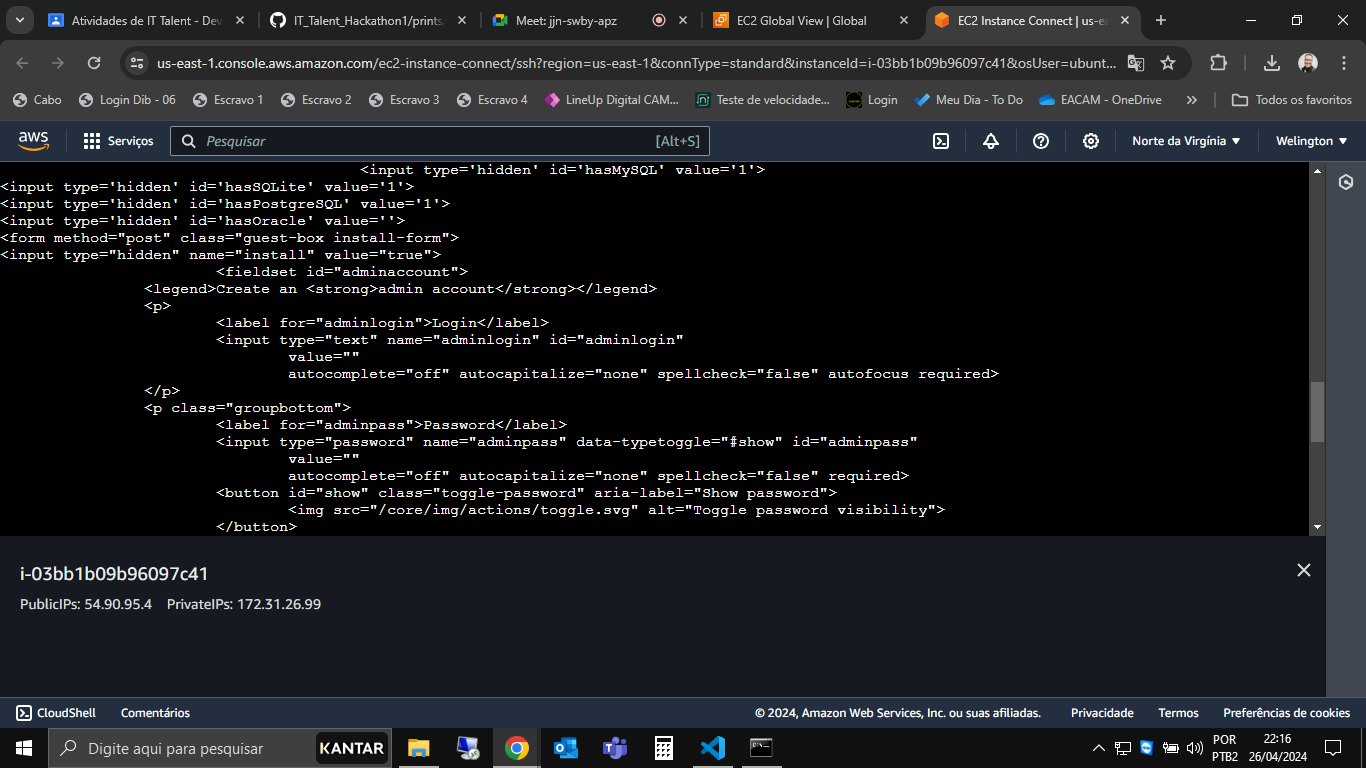 Atividades de IT Talent - Dev
IT_Talent_Hackathon1/prints
Meet: jjn-swby-apz
EC2 Global View | Global
EC2 Instance Connect | us-ea
us-east-1.console.aws.amazon.com/ec2-instance-connect/ssh?region=us-east-1&connType=standard&instanceId=i-03bb1b09b96097c41&osUser=ubunt...
Cabo
Login Dib - 06
Escravo 1
Escravo 2
Escravo 3
Escravo 4
LineUp Digital CAM...
Teste de velocidade...
Login
Meu Dia - To Do
EACAM - OneDrive
Todos os favoritos
aws
Serviços
Pesquisar
[Alt+S]
Norte da Virgínia
Welington
<input type='hidden' id='hasMySQL' value='1'>
<input type='hidden' id='hasSQLite' value='1'>
<input type='hidden' id='hasPostgreSQL' value='1'>
<input type='hidden' id='hasOracle' value=''>
<form method="post" class="guest-box install-form">
<input type="hidden" name="install" value="true">
<fieldset id="adminaccount">
<legend>Create an <strong>admin account</strong></legend>
<p>
<label for="adminlogin">Login</label>
<input type="text" name="adminlogin" id="adminlogin"
value=""
autocomplete="off" autocapitalize="none" spellcheck="false" autofocus required>
</p>
<p class="groupbottom">
<label for="adminpass">Password</label>
<input type="password" name="adminpass" data-typetoggle="#show" id="adminpass"
value=""
autocomplete="off" autocapitalize="none" spellcheck="false" required>
<button id="show" class="toggle-password" aria-label="Show password">
<img src="/core/img/actions/toggle.svg" alt="Toggle password visibility">
</button>
i-03bb1b09b96097c41
PublicIPs: 54.90.95.4 PrivateIPs: 172.31.26.99
CloudShell
Comentários
© 2024, Amazon Web Services, Inc. ou suas afiliadas.
Privacidade
Termos
Preferências de cookies
Digite aqui para pesquisar
KANTAR
POR
PTB2
22:16
26/04/2024